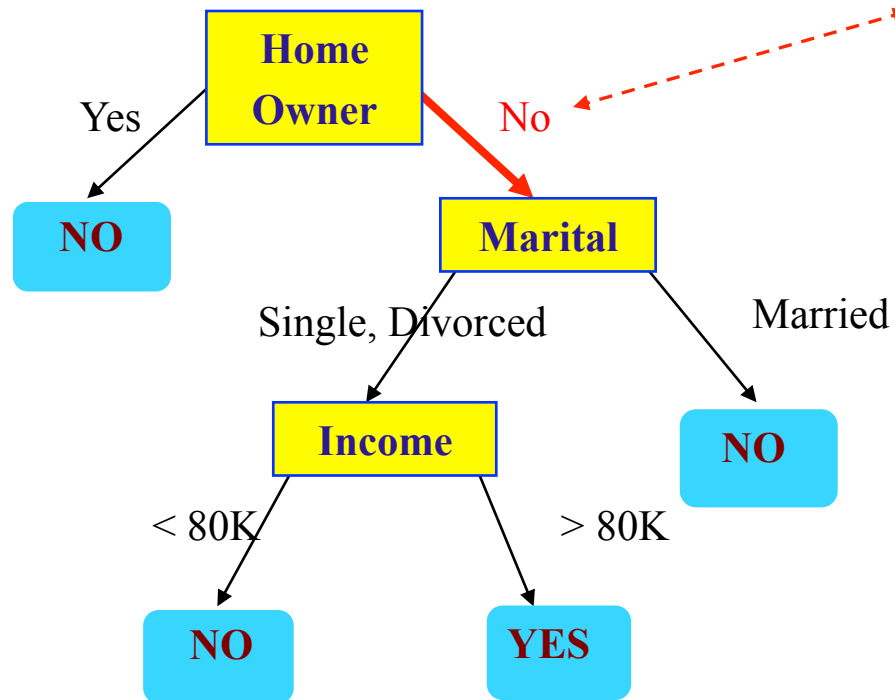 Home
Owner
Yes
No
NO
Marital
Single, Divorced
Married
Income
NO
< 80K
> 80K
NO
YES